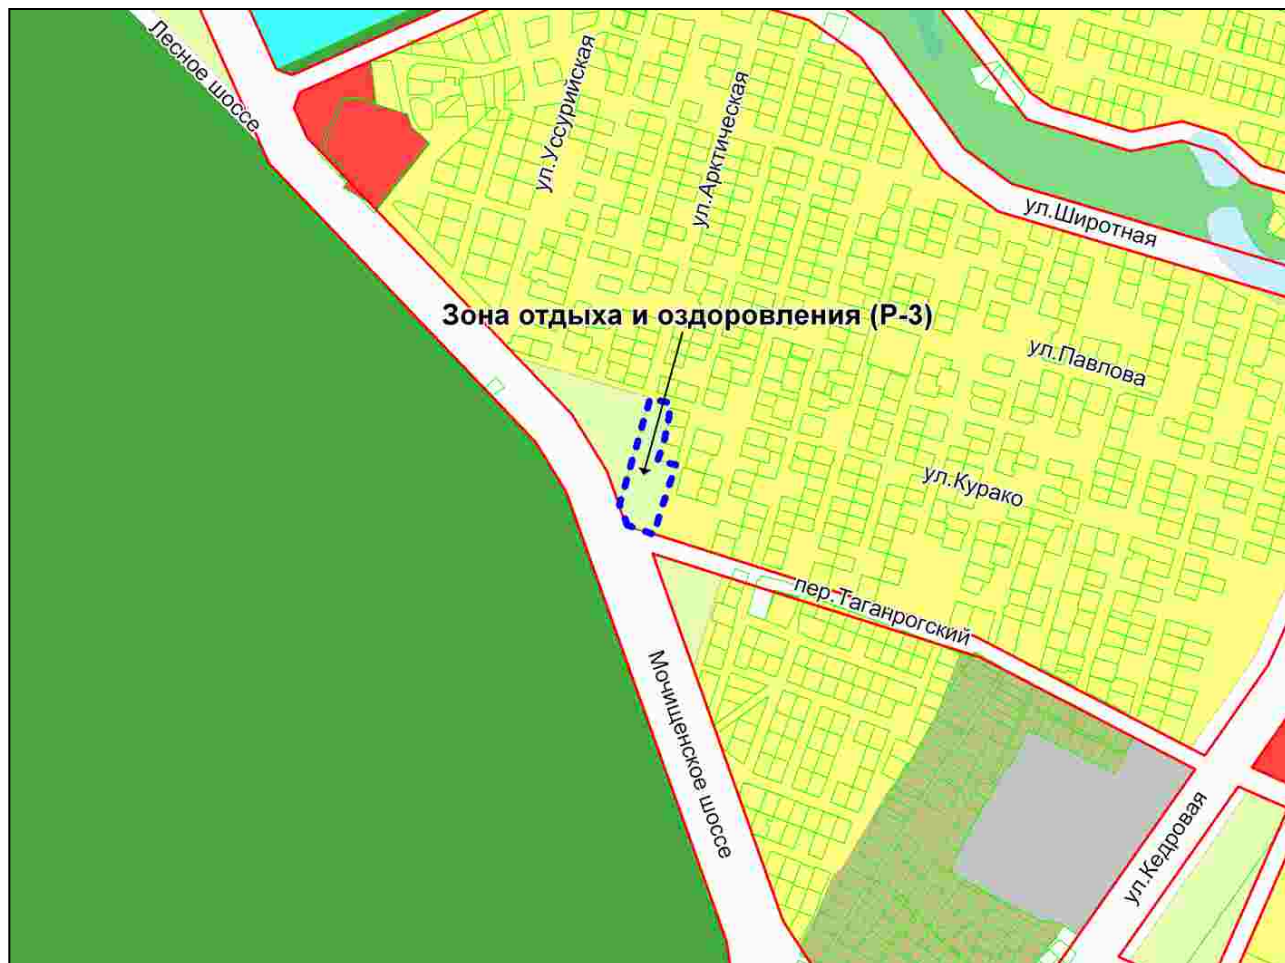 Лесное шоссе
ул.Уссурийская
ул.Арктическая
ул.Широтная
Зона отдыха и оздоровления (Р-3)
ул.Павлова
ул.Курако
пер.Таганрогский
Мочищенское шоссе
ул.Кедровая